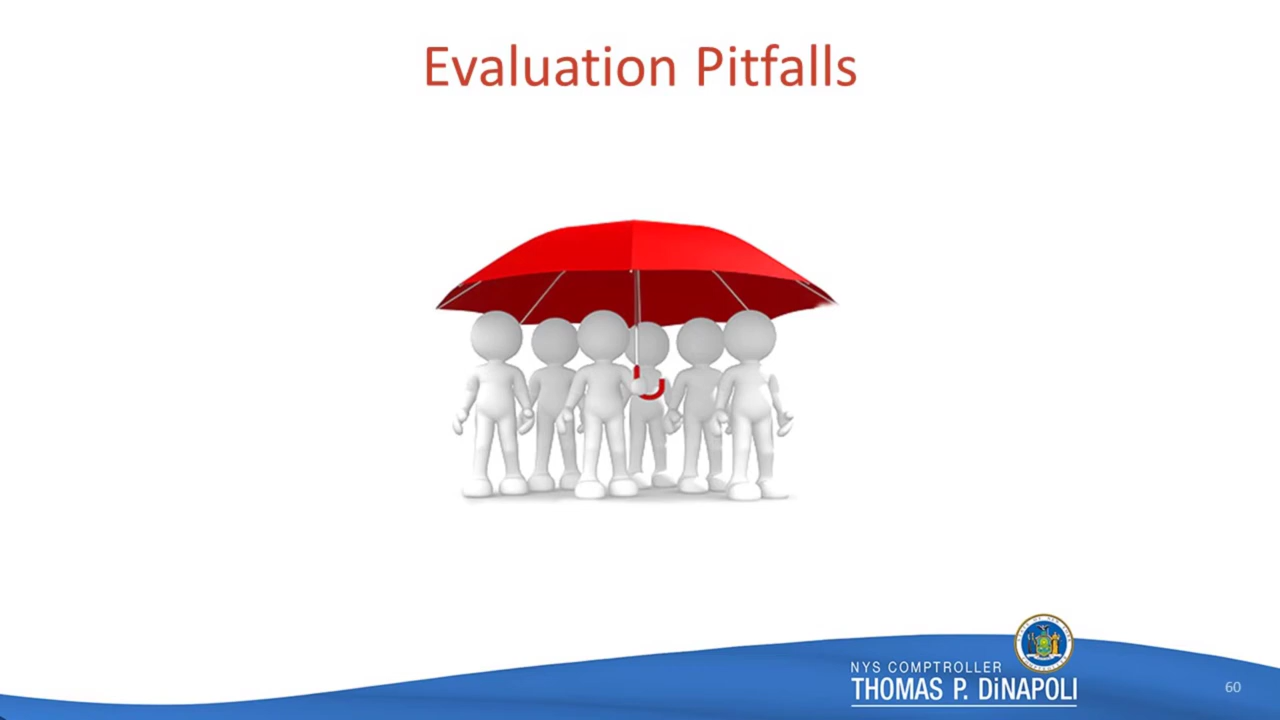 Evaluation Pitfalls
NYS COMPTROLLER
THOMAS P. DiNAPOLI
60